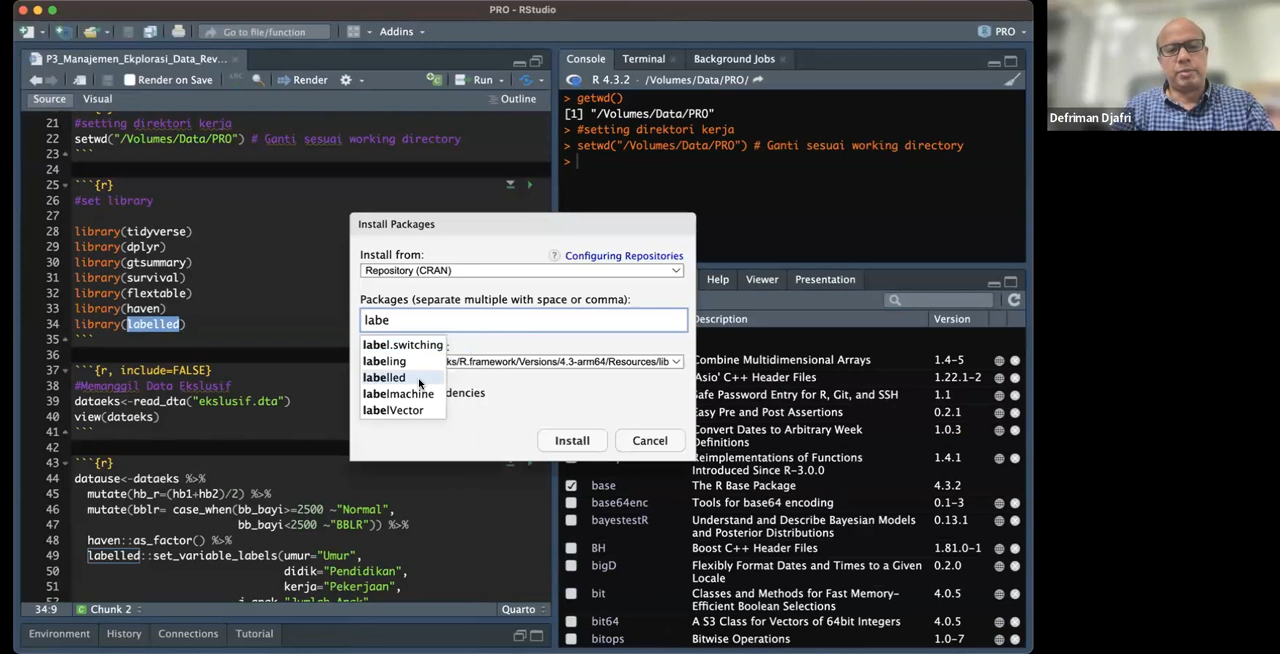 PRO - RStudio
Go to file/function
Addins
PRO
P3_Manajemen_Ekplorasi_Data_Rev...
Render on Save
Render
Run
Source
Visual
Outline
21
#setting direktori kerja
22 setwd("/Volumes/Data/PRO") # Ganti sesuai working directory
23 ```
24
25 ```{r}
26 #set library
27
28 library(tidyverse)
29 library(dplyr)
30 library(gtsummary)
31 library(survival)
32 library(flextable)
33 library(haven)
34 library(labelled)
35 ```
36
37 ```{r, include=FALSE}
38 #Memanggil Data Ekslusif
39 dataeks<-read_dta("ekslusif.dta")
40 view(dataeks)
41 ```
42
43 ```{r}
44 datause<-dataeks %>%
45 mutate(hb_r=(hb1+hb2)/2) %>%
46 mutate(bblr= case_when(bb_bayi>=2500 ~"Normal",
47 bb_bayi<2500 ~"BBLR")) %>%
48 haven::as_factor() %>%
49 labelled::set_variable_labels(umur="Umur",
50 didik="Pendidikan",
51 kerja="Pekerjaan",
34:9
Chunk 2
Quarto
Environment
History
Connections
Tutorial
Console
Terminal
Background Jobs
R 4.3.2 · /Volumes/Data/PRO/
> getwd()
[1] "/Volumes/Data/PRO"
> #setting direktori kerja
> setwd("/Volumes/Data/PRO") # Ganti sesuai working directory
>
Install Packages
Install from:
? Configuring Repositories
Repository (CRAN)
Packages (separate multiple with space or comma):
labe
label.switching
labeling
labelled
labelmachine
labelVector
ks/R.framework/Versions/4.3-arm64/Resources/lib
dencies
Install
Cancel
Help
Viewer
Presentation
Description
Version
Combine Multidimensional Arrays 1.4-5
'Asio' C++ Header Files 1.22.1-2
Safe Password Entry for R, Git, and SSH 1.1
Easy Pre and Post Assertions 0.2.1
Convert Dates to Arbitrary Week Definitions 1.0.3
Reimplementations of Functions Introduced Since R-3.0.0 1.4.1
base The R Base Package 4.3.2
base64enc Tools for base64 encoding 0.1-3
bayestestR Understand and Describe Bayesian Models and Posterior Distributions 0.13.1
BH Boost C++ Header Files 1.81.0-1
bigD Flexibly Format Dates and Times to a Given Locale 0.2.0
bit Classes and Methods for Fast Memory-Efficient Boolean Selections 4.0.5
bit64 A S3 Class for Vectors of 64bit Integers 4.0.5
bitops Bitwise Operations 1.0-7
Defriman Djafri